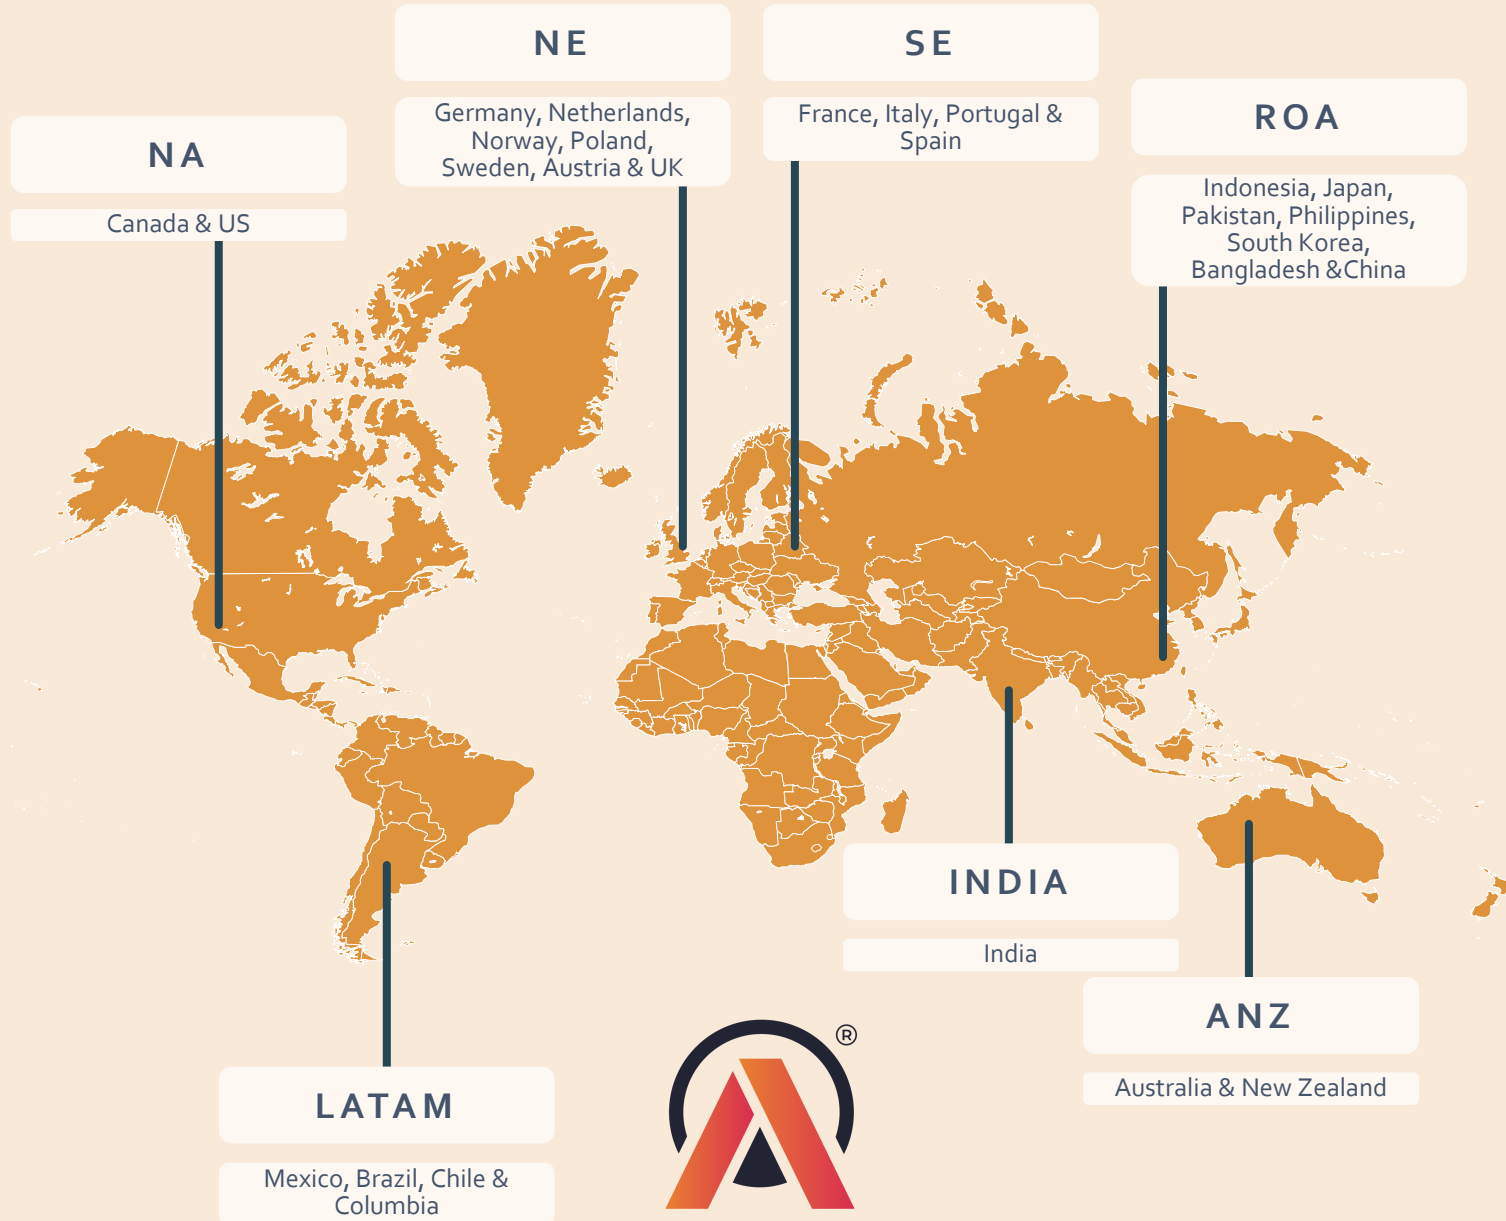 NE
Germany, Netherlands,
Norway, Poland,
Sweden, Austria & UK
SE
France, Italy, Portugal &
Spain
ROA
Indonesia, Japan,
Pakistan, Philippines,
South Korea,
Bangladesh &China
NA
Canada & US
INDIA
India
ANZ
Australia & New Zealand
LATAM
Mexico, Brazil, Chile &
Columbia
®